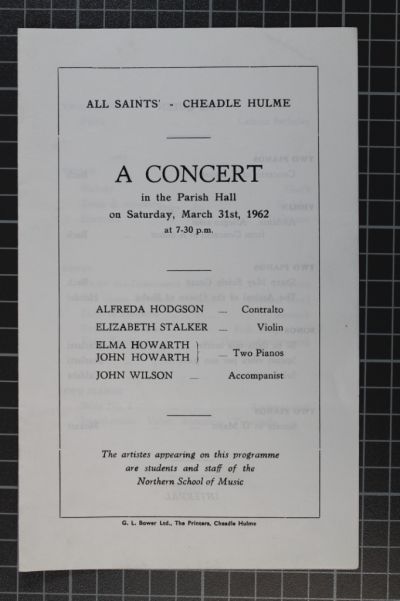 ALL SAINTS' - CHEADLE HULME
A CONCERT
in the Parish Hall
on Saturday, March 31st, 1962
at 7-30 p.m.
ALFREDA HODGSON ... Contralto
ELIZABETH STALKER ... Violin
ELMA HOWARTH
JOHN HOWARTH } ... Two Pianos
JOHN WILSON ... Accompanist
The artistes appearing on this programme
are students and staff of the
Northern School of Music
G. L. Bower Ltd., The Printers, Cheadle Hulme